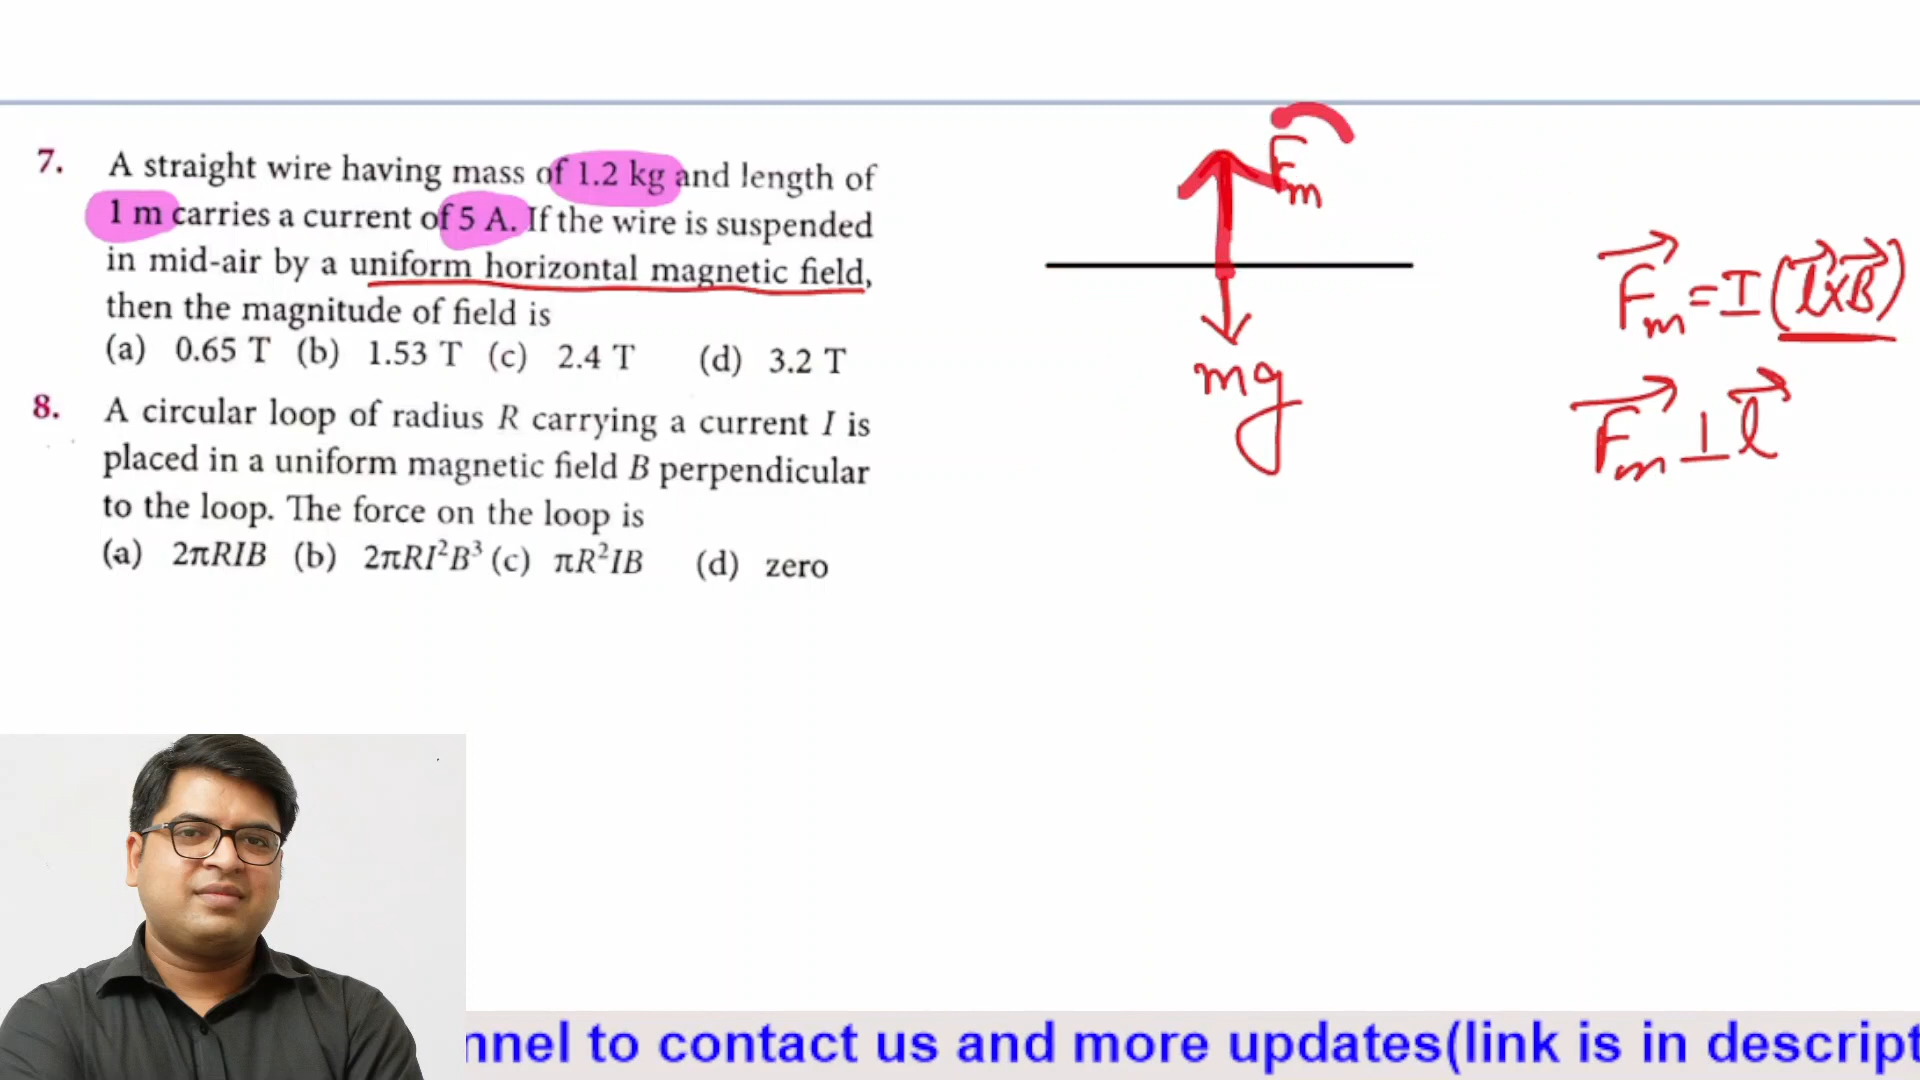 7. A straight wire having mass of 1.2 kg and length of
1 m carries a current of 5 A. If the wire is suspended
in mid-air by a uniform horizontal magnetic field,
then the magnitude of field is
(a) 0.65 T (b) 1.53 T (c) 2.4 T (d) 3.2 T
8. A circular loop of radius R carrying a current I is
placed in a uniform magnetic field B perpendicular
to the loop. The force on the loop is
(a) 2πRIB (b) 2πRI²B³ (c) πR²IB (d) zero
Fm
mg
Fm = I (l×B)
Fm ⊥ l
nnel to contact us and more updates(link is in descript